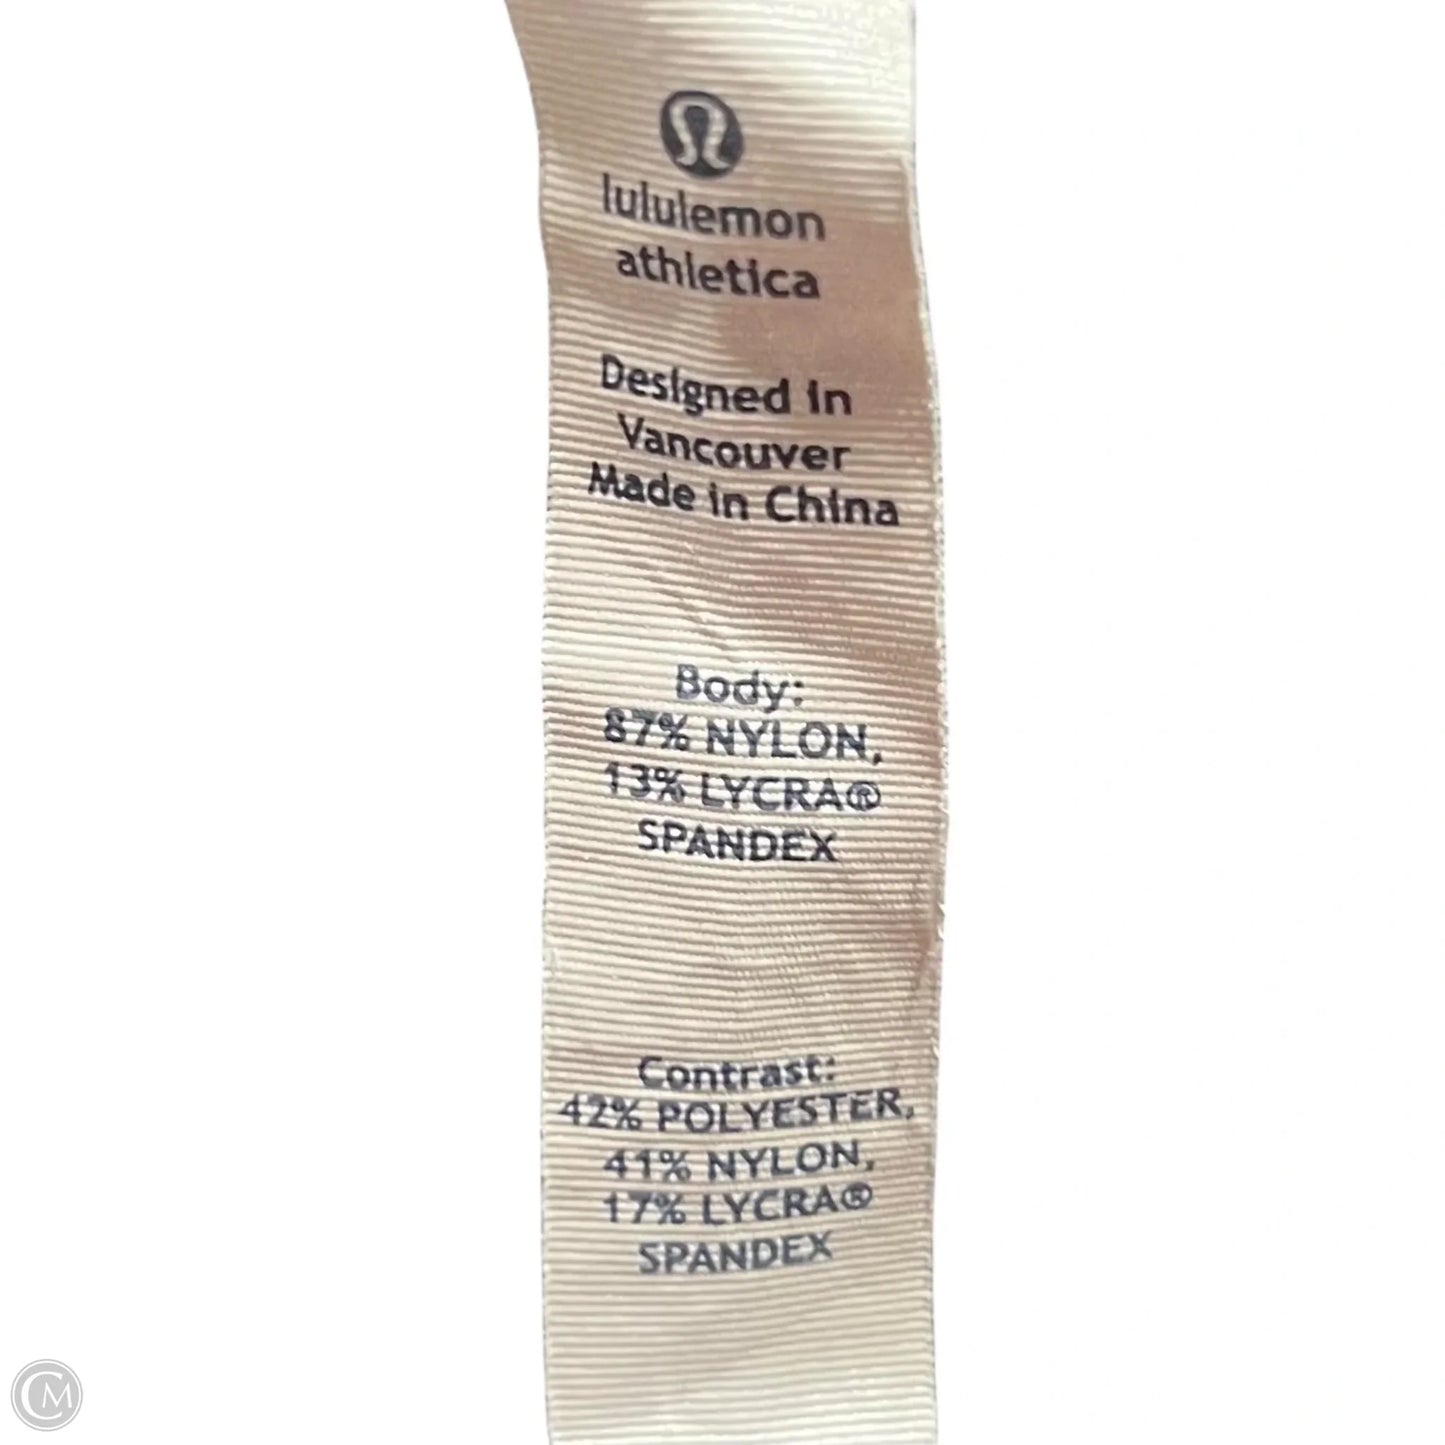 lululemon
athletica
Designed in
Vancouver
Made in China
Body:
87% NYLON,
13% LYCRA®
SPANDEX
Contrast:
42% POLYESTER,
41% NYLON,
17% LYCRA®
SPANDEX
CM